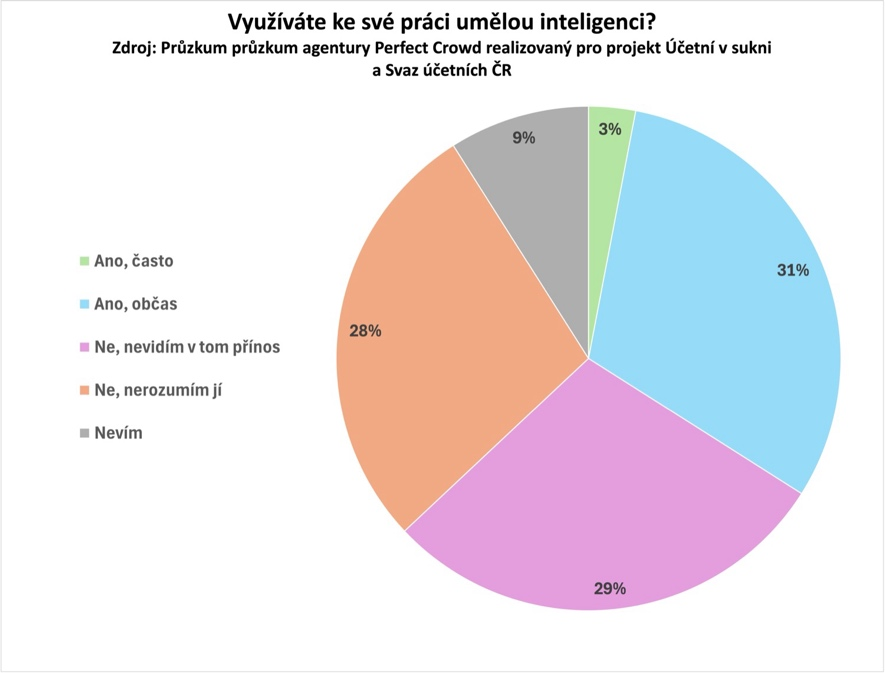 Využíváte ke své práci umělou inteligenci?
Zdroj: Průzkum průzkum agentury Perfect Crowd realizovaný pro projekt Účetní v sukni
a Svaz účetních ČR
3%
9%
31%
28%
29%
Ano, často
Ano, občas
Ne, nevidím v tom přínos
Ne, nerozumím jí
Nevím